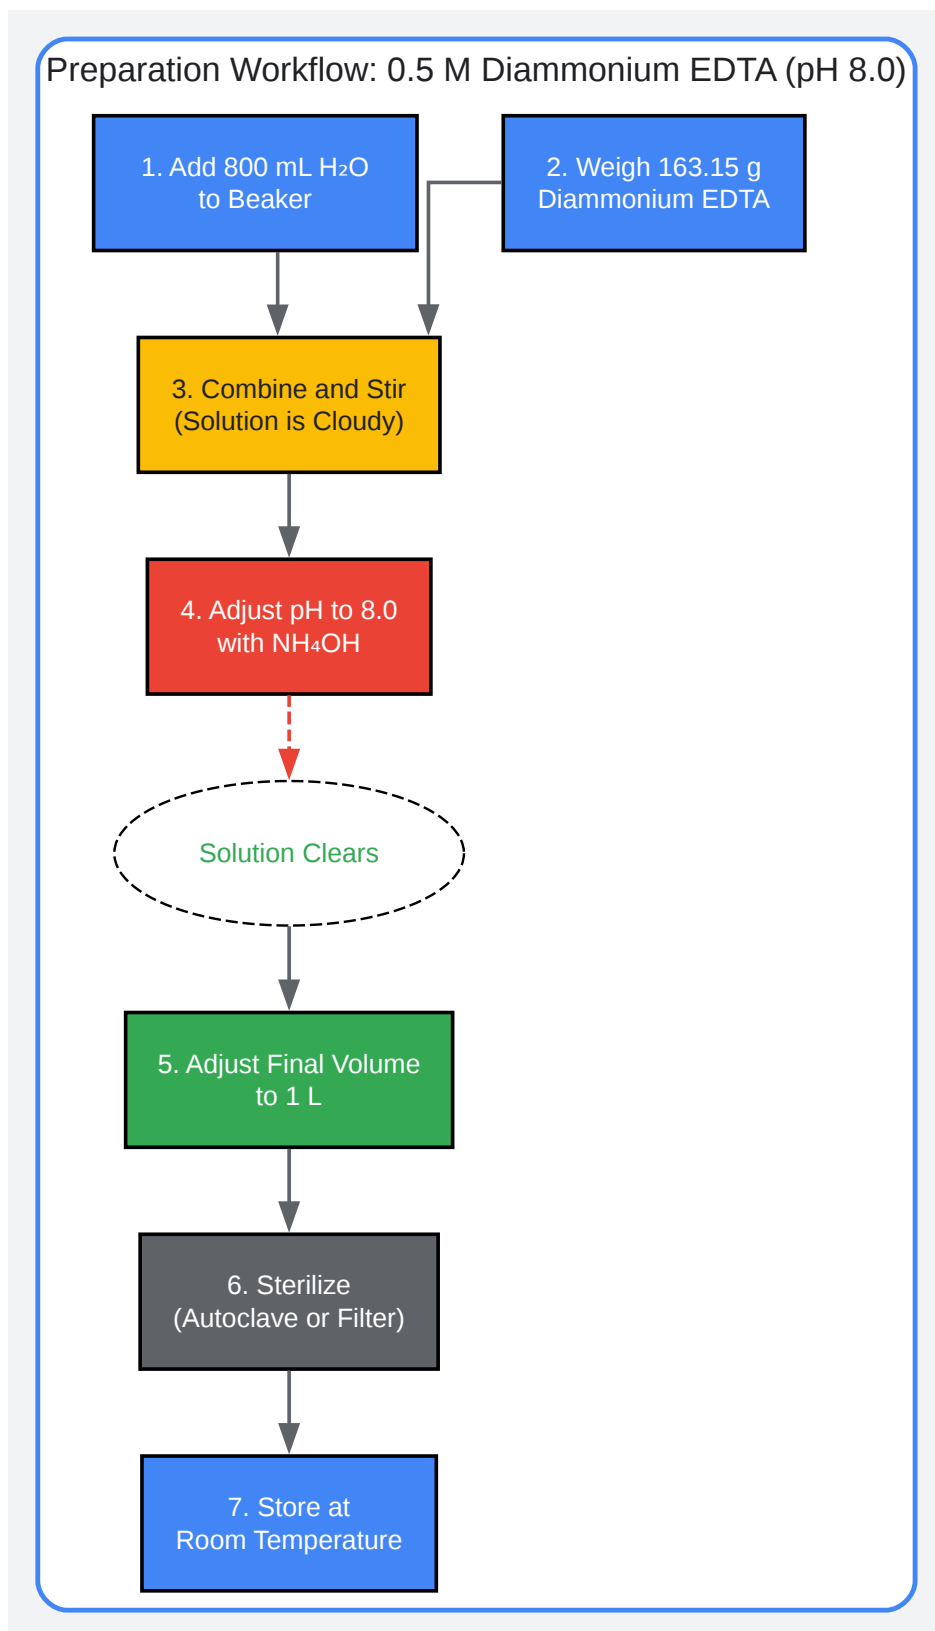 Preparation Workflow: 0.5 M Diammonium EDTA (pH 8.0)
1. Add 800 mL H₂O
to Beaker
2. Weigh 163.15 g
Diammonium EDTA
3. Combine and Stir
(Solution is Cloudy)
4. Adjust pH to 8.0
with NH₄OH
Solution Clears
5. Adjust Final Volume
to 1 L
6. Sterilize
(Autoclave or Filter)
7. Store at
Room Temperature